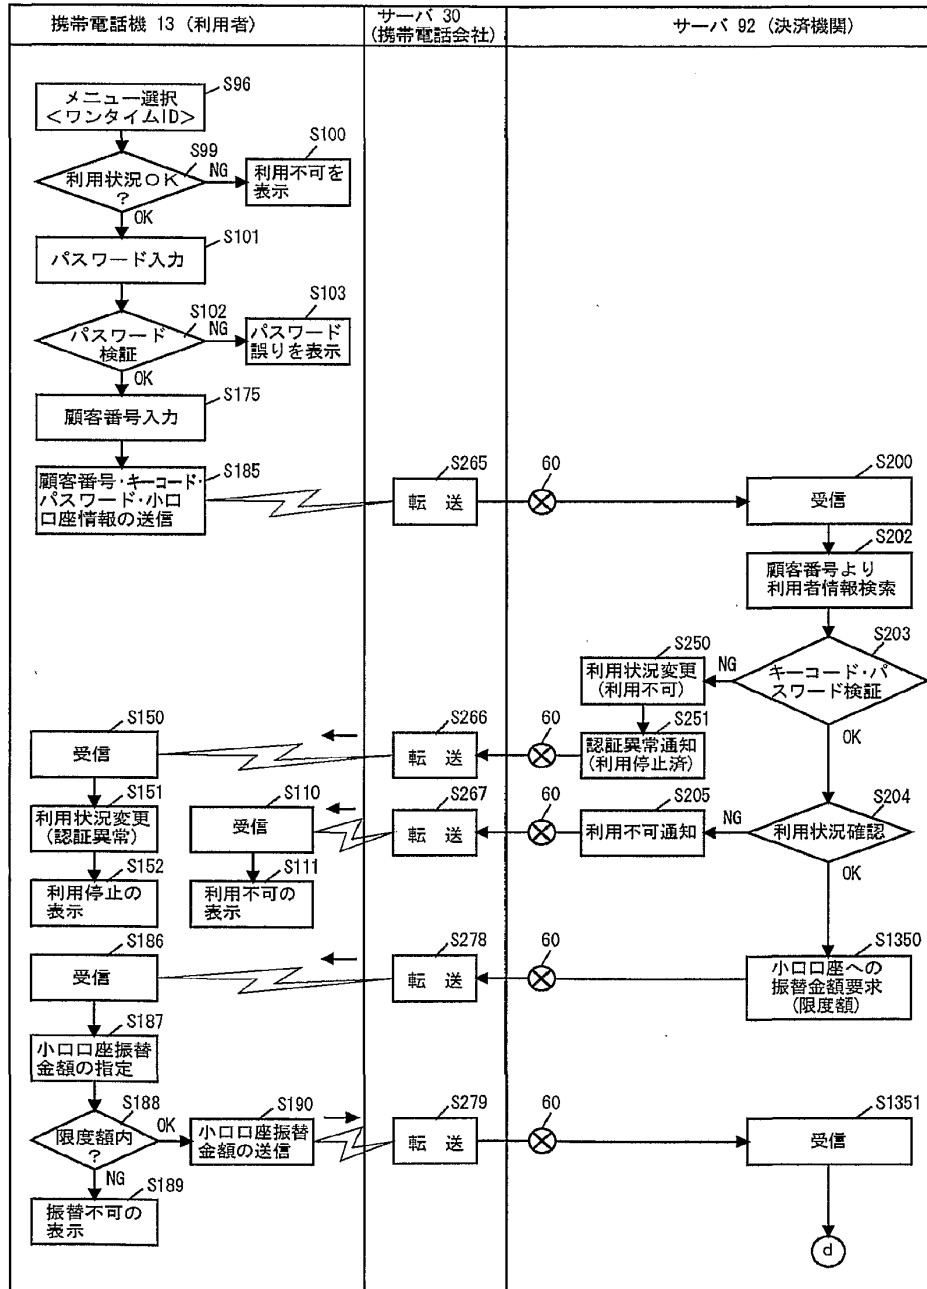 携帯電話機 13 (利用者)
サーバ 30
(携帯電話会社)
サーバ 92 (決済機関)
S96
メニュー選択
<ワンタイムID>
S99
利用状況OK
?
NG
OK
S100
利用不可を
表示
S101
パスワード入力
S102
パスワード
検証
NG
OK
S103
パスワード
誤りを表示
S175
顧客番号入力
S185
顧客番号・キーコード・
パスワード・小口
口座情報の送信
S265
転 送
60
S200
受信
S202
顧客番号より
利用者情報検索
S203
キーコード・パ
スワード検証
NG
OK
S250
利用状況変更
(利用不可)
S251
認証異常通知
(利用停止済)
60
S266
転 送
S150
受信
S151
利用状況変更
(認証異常)
S152
利用停止の
表示
S204
利用状況確認
NG
OK
S205
利用不可通知
60
S267
転 送
S110
受信
S111
利用不可の
表示
S1350
小口口座への
振替金額要求
(限度額)
60
S278
転 送
S186
受信
S187
小口口座振替
金額の指定
S188
限度額内
?
OK
NG
S189
振替不可の
表示
S190
小口口座振替
金額の送信
S279
転 送
60
S1351
受信
d